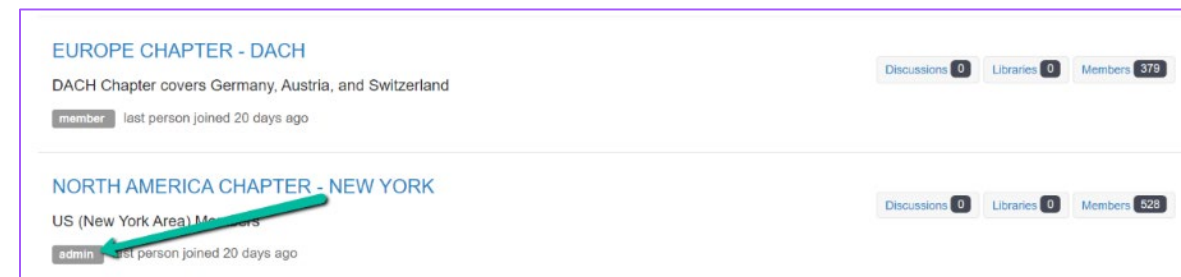 EUROPE CHAPTER - DACH
Discussions 0 Libraries 0 Members 379
DACH Chapter covers Germany, Austria, and Switzerland
member last person joined 20 days ago
NORTH AMERICA CHAPTER - NEW YORK
Discussions 0 Libraries 0 Members 528
US (New York Area) Members
admin last person joined 20 days ago